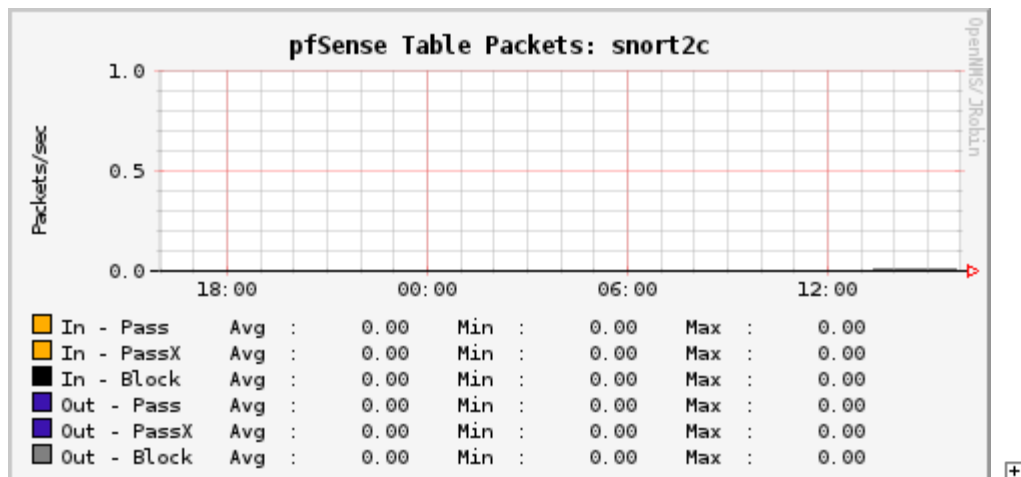 pfSense Table Packets: snort2c
OpenNMS/JRobin
Packets/sec
1.0
0.5
0.0
18:00 00:00 06:00 12:00
In - Pass Avg : 0.00 Min : 0.00 Max : 0.00
In - PassX Avg : 0.00 Min : 0.00 Max : 0.00
In - Block Avg : 0.00 Min : 0.00 Max : 0.00
Out - Pass Avg : 0.00 Min : 0.00 Max : 0.00
Out - PassX Avg : 0.00 Min : 0.00 Max : 0.00
Out - Block Avg : 0.00 Min : 0.00 Max : 0.00